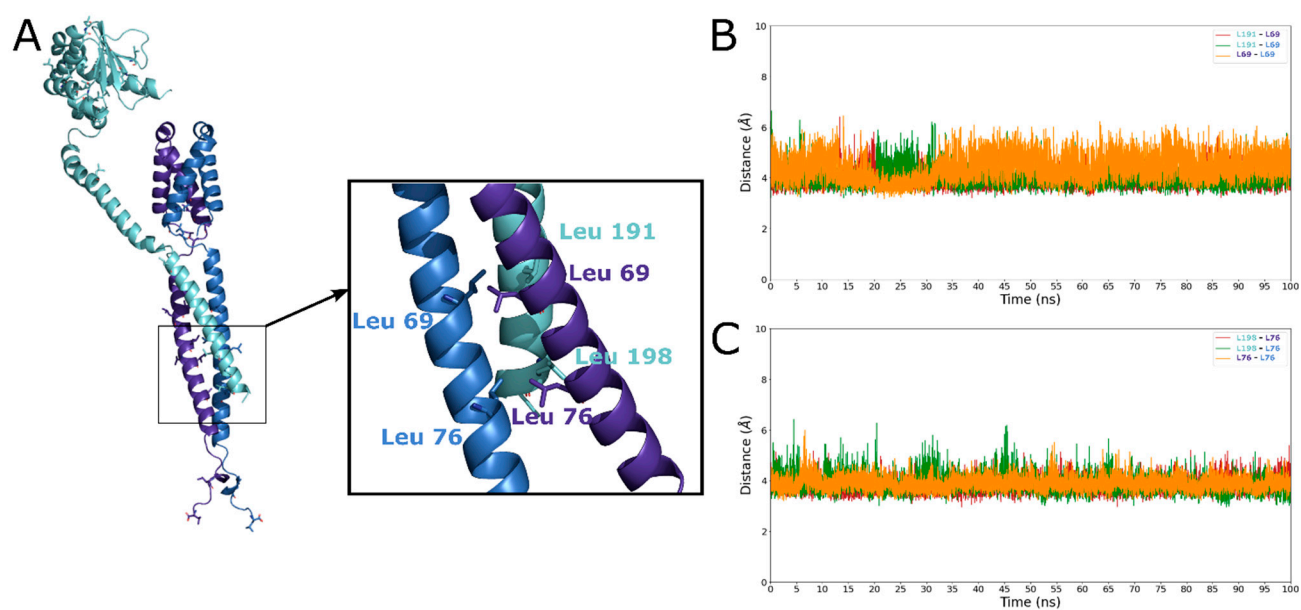 A
Leu 191
Leu 69
Leu 69
Leu 198
Leu 76
Leu 76
B
L191 - L69
L191 - L69
L69 - L69
10
8
6
4
2
0
Distance (Å)
0 5 10 15 20 25 30 35 40 45 50 55 60 65 70 75 80 85 90 95 100
Time (ns)
C
L198 - L76
L198 - L76
L76 - L76
10
8
6
4
2
0
Distance (Å)
0 5 10 15 20 25 30 35 40 45 50 55 60 65 70 75 80 85 90 95 100
Time (ns)